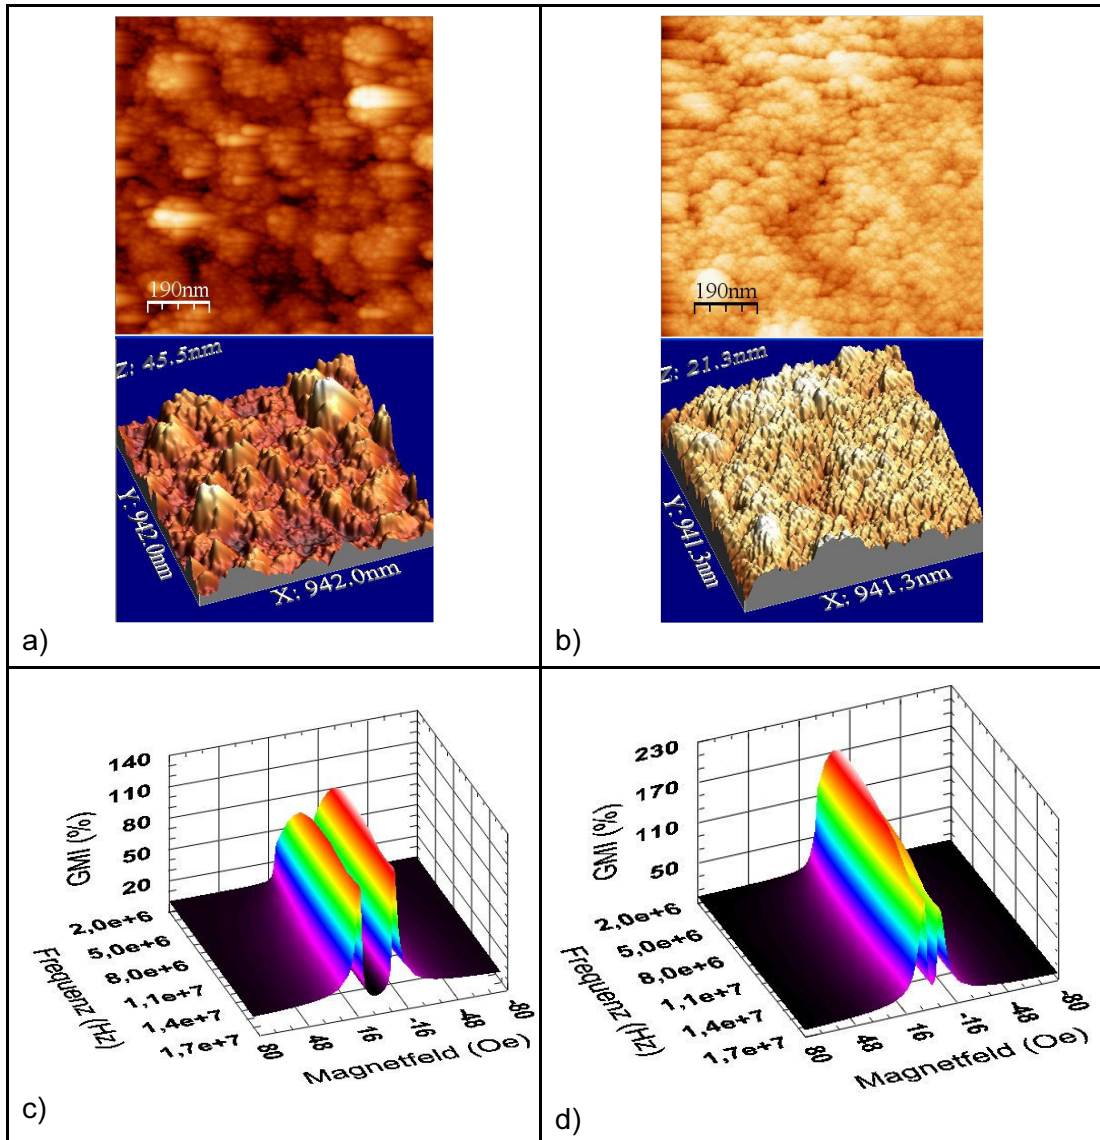 190nm
Z: 45.5nm
Y: 942.0nm
X: 942.0nm
a)
190nm
Z: 21.3nm
Y: 941.3nm
X: 941.3nm
b)
140
110
80
50
20
GMI (%)
2,0e+6
5,0e+6
8,0e+6
1,1e+7
1,4e+7
1,7e+7
Frequenz (Hz)
80
48
16
-16
-48
-80
Magnetfeld (Oe)
c)
230
170
110
50
GMI (%)
2,0e+6
5,0e+6
8,0e+6
1,1e+7
1,4e+7
1,7e+7
Frequenz (Hz)
80
48
16
-16
-48
-80
Magnetfeld (Oe)
d)